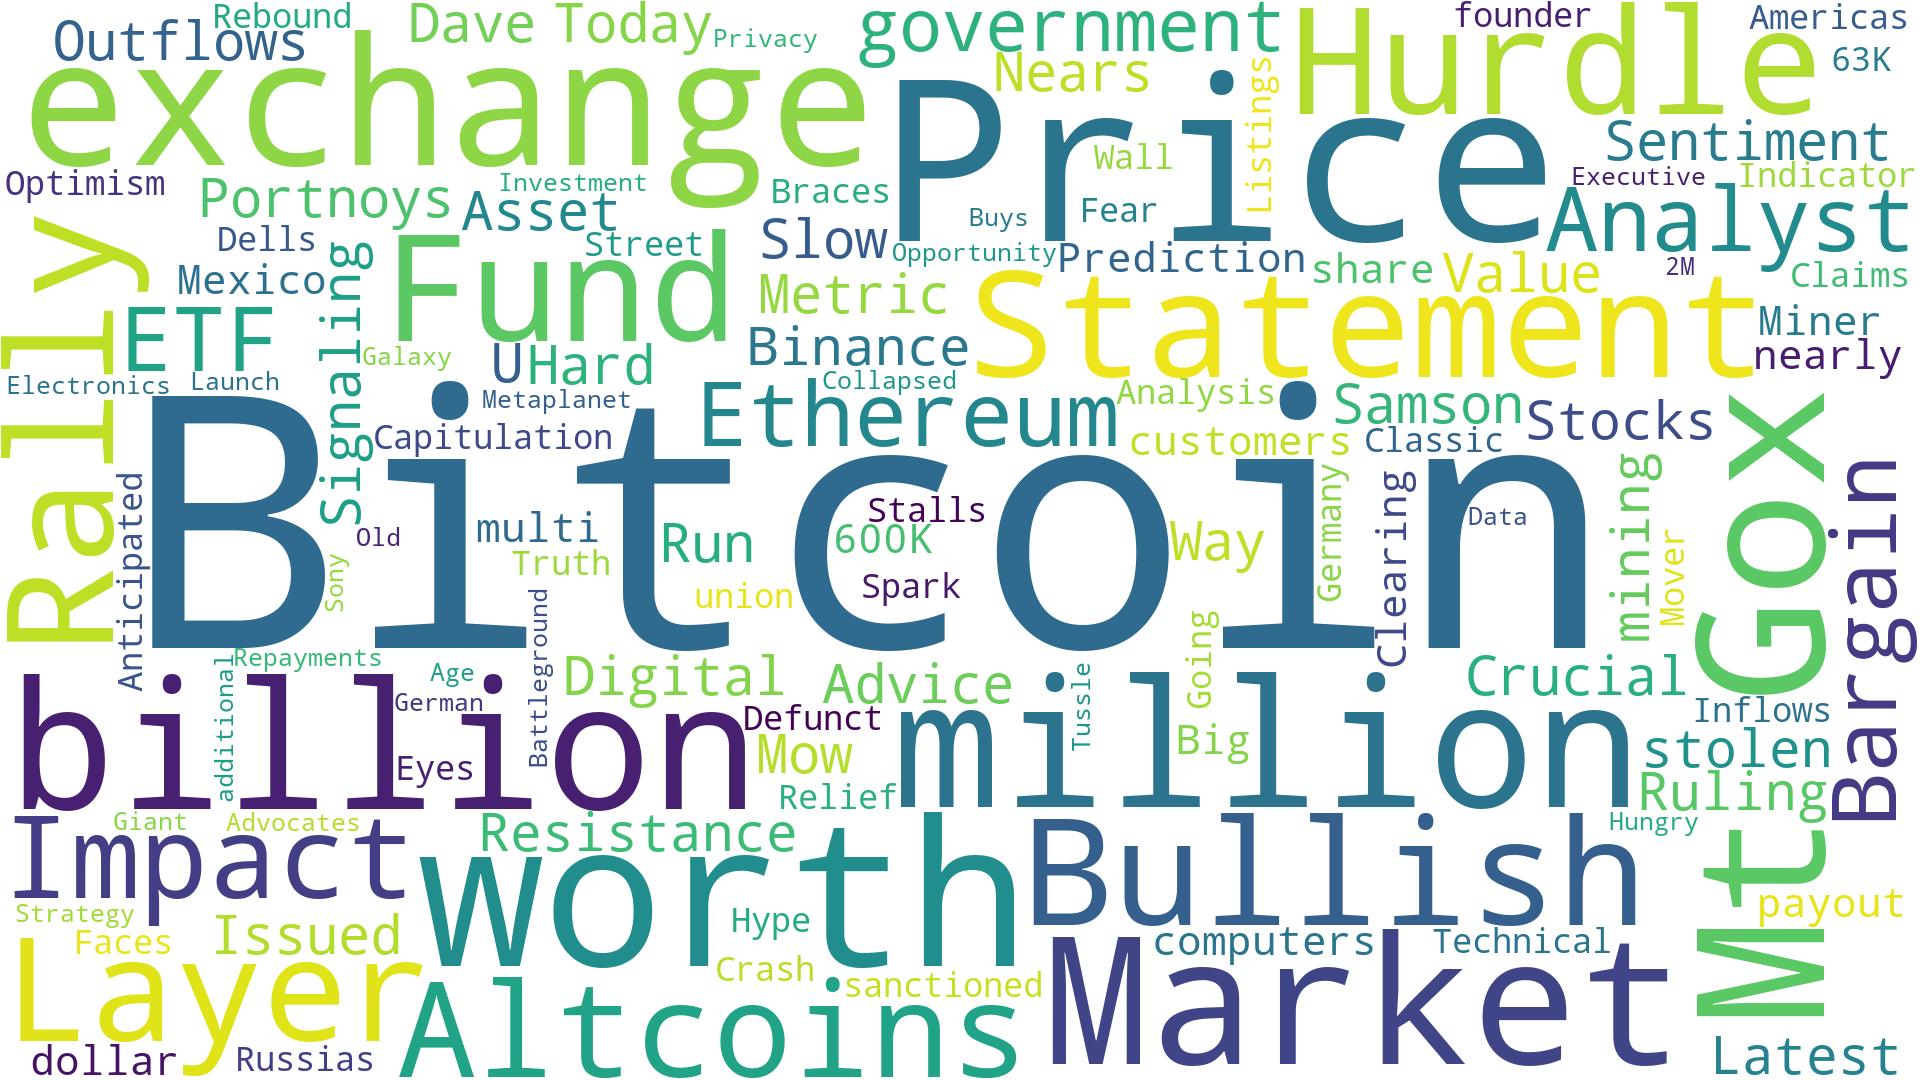 Rebound
Dave Today
Privacy
government
founder
Americas
Outflows
exchange
Nears
Hurdle
63K
Price
Listings
Sentiment
Optimism
Portnoys
Investment
Asset
Braces
Wall
Executive
Indicator
Analyst
Buys
Fear
Dells
Street
Slow
Opportunity
Prediction
share
Value
2M
Claims
Rally
Mexico
Signaling
Fund
Metric
Statement
Miner
ETF
Galaxy
U
Hard
Binance
nearly
Electronics
Launch
Metaplanet
Collapsed
Analysis
Samson
Stocks
Capitulation
Ethereum
customers
Classic
Bitcoin
Gox
Bargain
Anticipated
Old
multi
Truth
Run
Stalls
600K
Spark
union
Way
Germany
Clearing
Data
mining
Mover
Sony
Battleground
Repayments
additional
Age
German
Digital
Advice
Tussle
Going
Crucial
billion
Eyes
Defunct
Mow
million
Big
Inflows
stolen
Relief
Ruling
Giant
Advocates
Impact
Resistance
worth
Bullish
Hungry
Mt
payout
Strategy
Faces
Issued
Hype
computers
Technical
Layer
Crash
sanctioned
Market
dollar
Russias
Altcoins
Latest